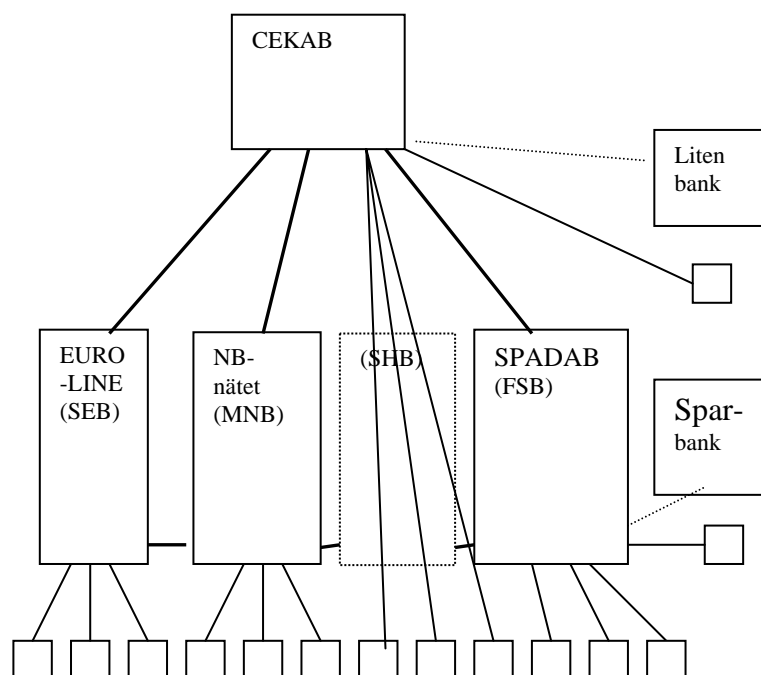 CEKAB
Liten
bank
EURO
-LINE
(SEB)
NB-
nätet
(MNB)
(SHB)
SPADAB
(FSB)
Spar-
bank